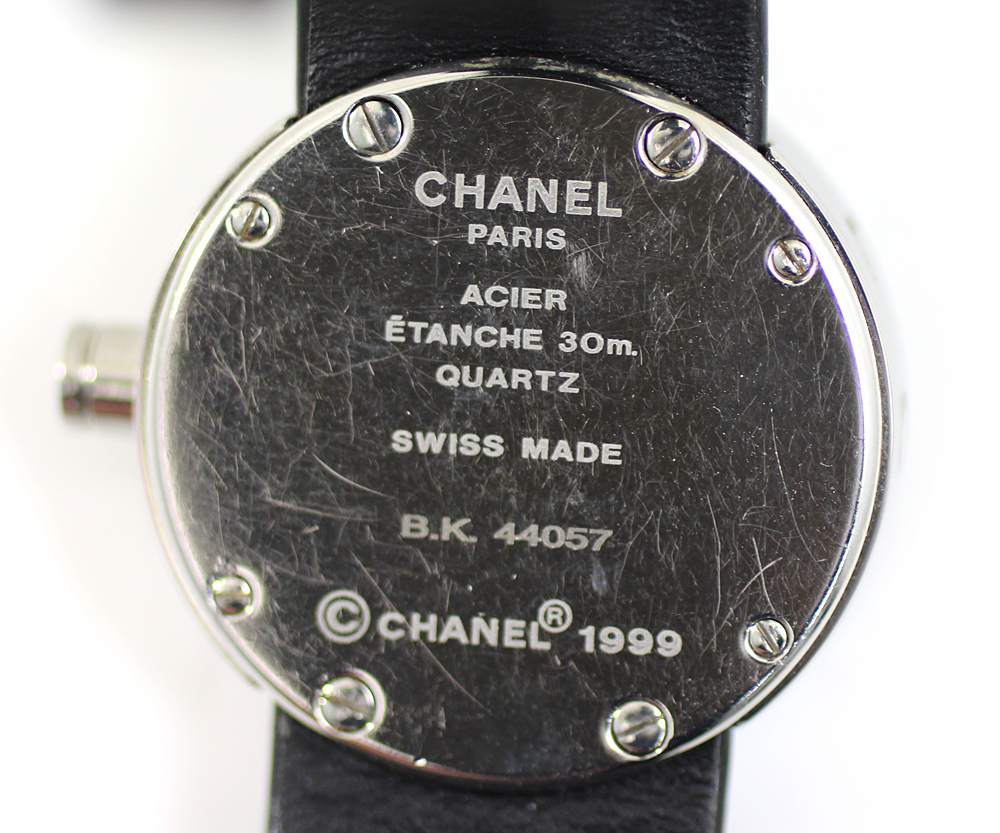 CHANEL
PARIS
ACIER
ÉTANCHE 30m.
QUARTZ
SWISS MADE
B.K. 44057
© CHANEL® 1999